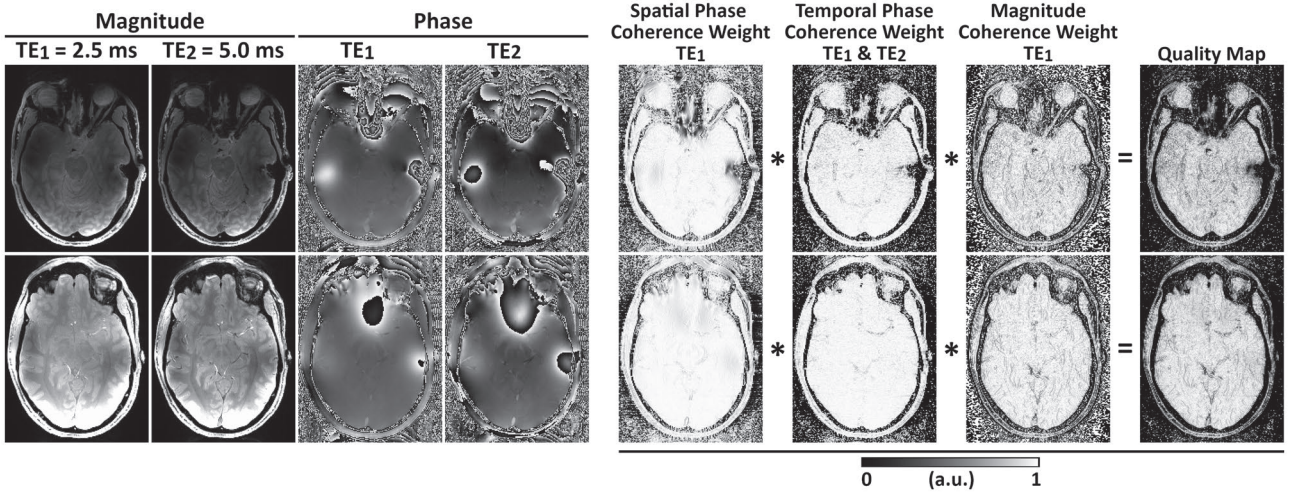 Magnitude
Phase
TE1 = 2.5 ms
TE2 = 5.0 ms
TE1
TE2
Spatial Phase
Coherence Weight
TE1
Temporal Phase
Coherence Weight
TE1 & TE2
Magnitude
Coherence Weight
TE1
Quality Map
* * =
* * =
0 (a.u.) 1